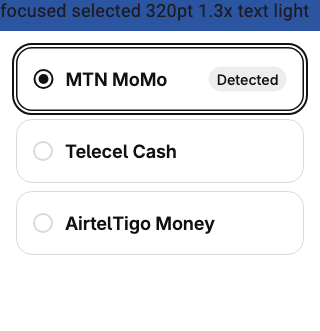 focused selected 320pt 1.3x text light
MTN MoMo Detected
Telecel Cash
AirtelTigo Money